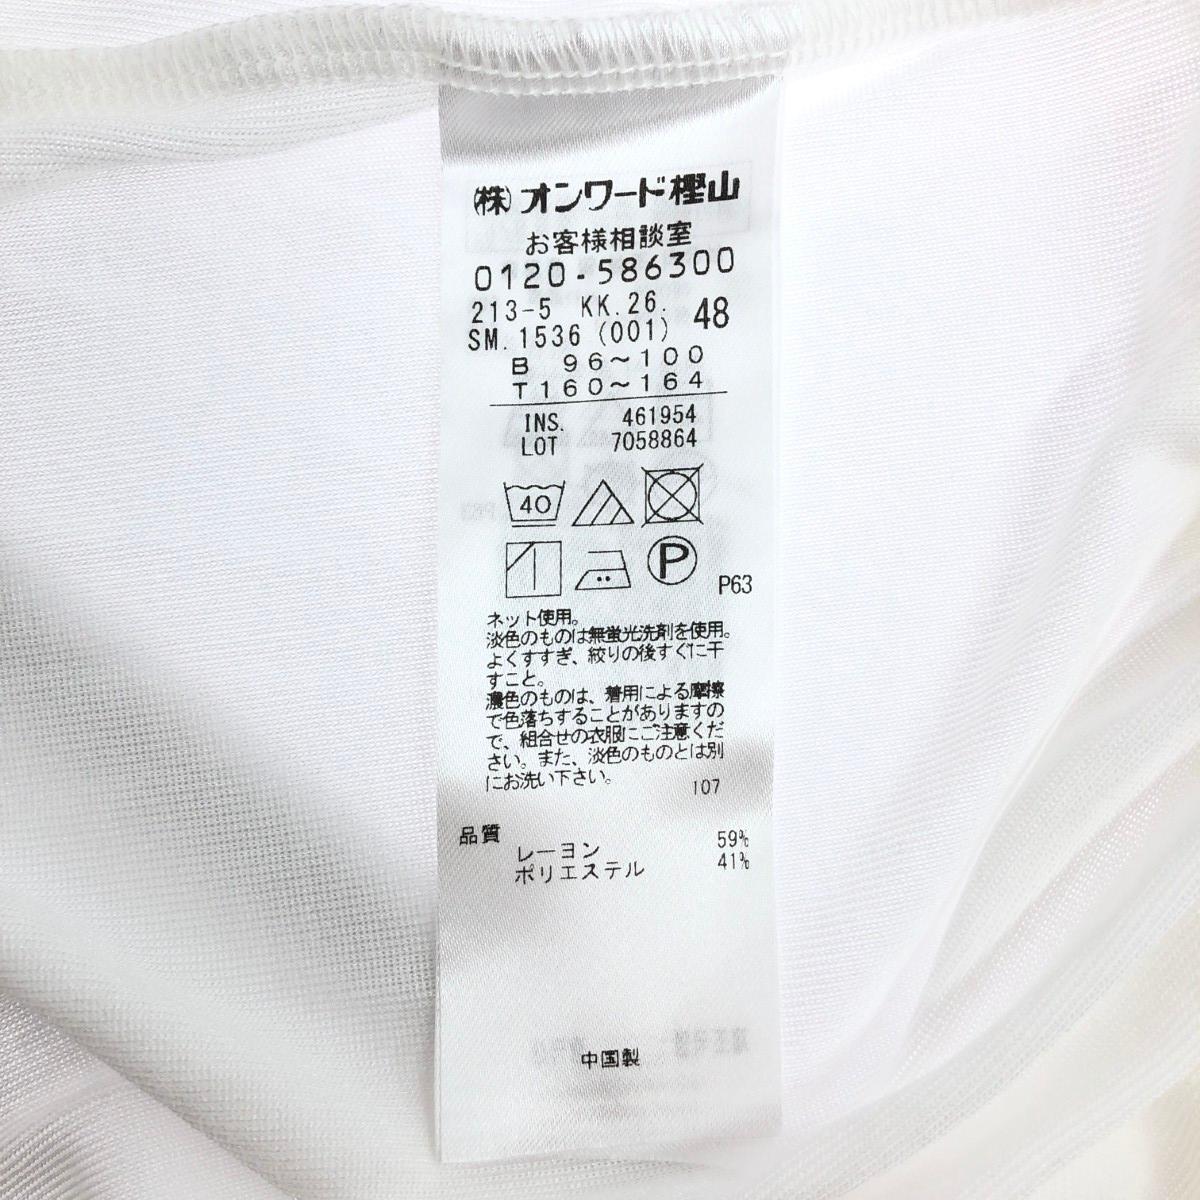 (株)オンワード樫山
お客様相談室
0120-586300
213-5 KK.26.
SM.1536 (001) 48
B 96～100
T 160～164
INS. 461954
LOT 7058864
40
P
P63
ネット使用。
淡色のものは無蛍光洗剤を使用。
よくすすぎ、絞りの後すぐに干
すこと。
濃色のものは、着用による摩擦
で色落ちすることがありますの
で、組合せの衣服にご注意くだ
さい。また、淡色のものとは別
にお洗い下さい。
107
品質
レーヨン 59%
ポリエステル 41%
中国製